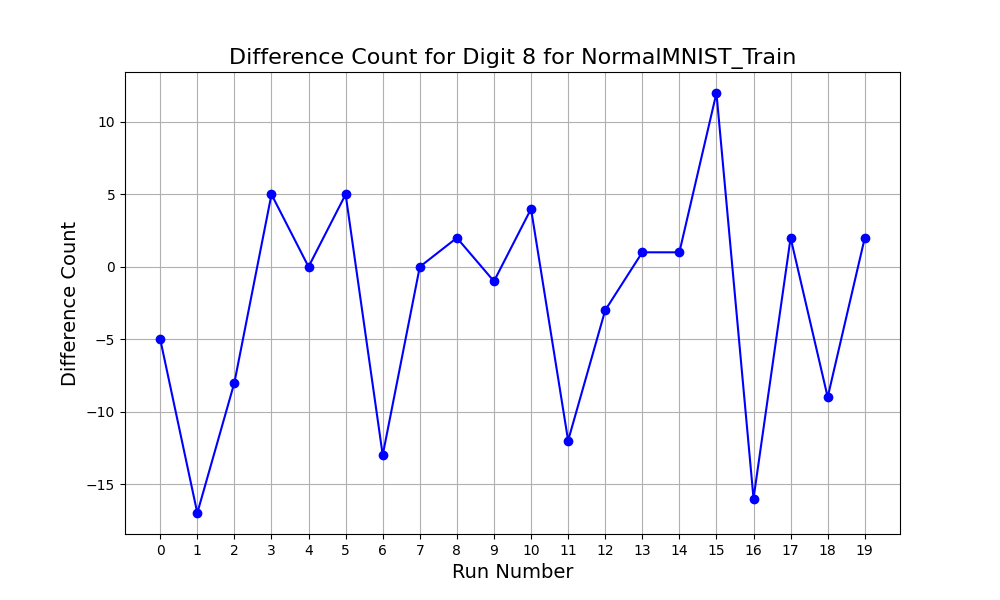 Difference Count for Digit 8 for NormalMNIST_Train
Difference Count
10
5
0
−5
−10
−15
0 1 2 3 4 5 6 7 8 9 10 11 12 13 14 15 16 17 18 19
Run Number